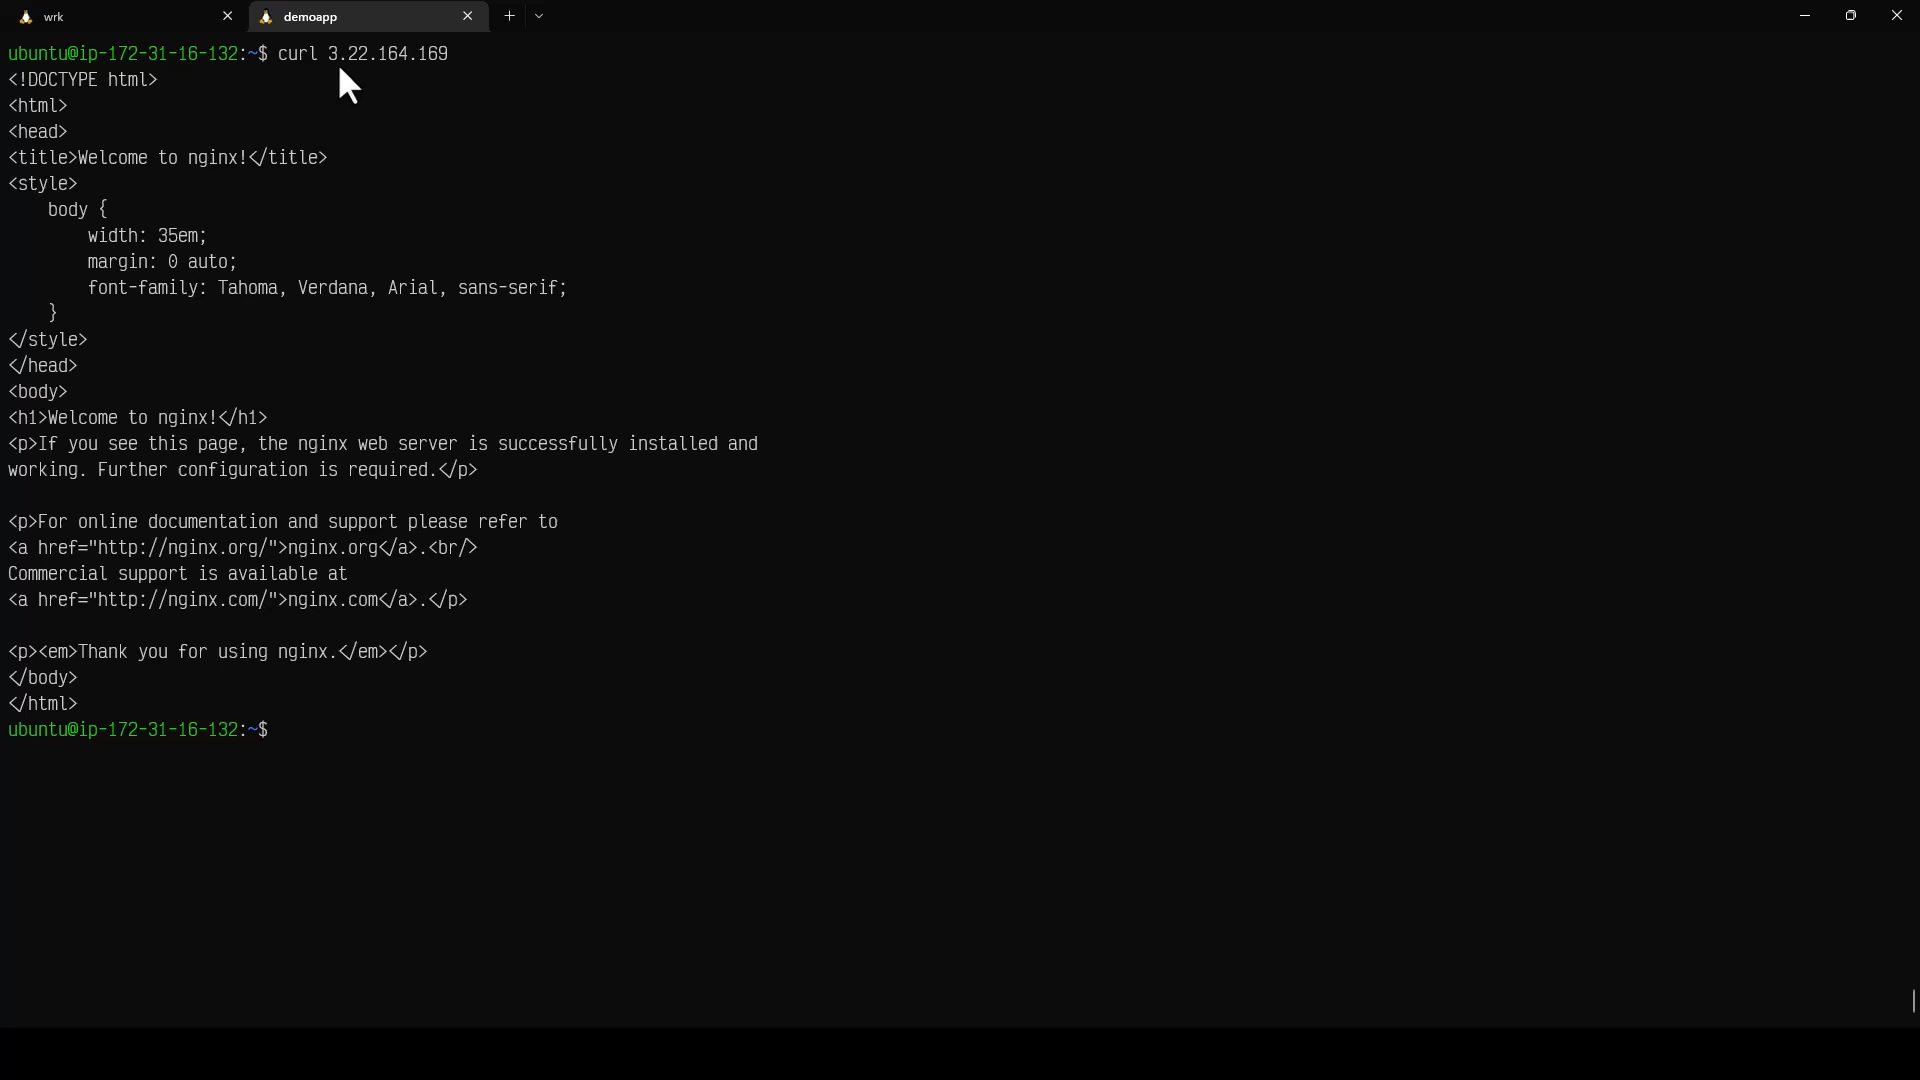 wrk
demoapp
ubuntu@ip-172-31-16-132:~$ curl 3.22.164.169
<!DOCTYPE html>
<html>
<head>
<title>Welcome to nginx!</title>
<style>
    body {
        width: 35em;
        margin: 0 auto;
        font-family: Tahoma, Verdana, Arial, sans-serif;
    }
</style>
</head>
<body>
<h1>Welcome to nginx!</h1>
<p>If you see this page, the nginx web server is successfully installed and
working. Further configuration is required.</p>

<p>For online documentation and support please refer to
<a href="http://nginx.org/">nginx.org</a>.<br/>
Commercial support is available at
<a href="http://nginx.com/">nginx.com</a>.</p>

<p><em>Thank you for using nginx.</em></p>
</body>
</html>
ubuntu@ip-172-31-16-132:~$